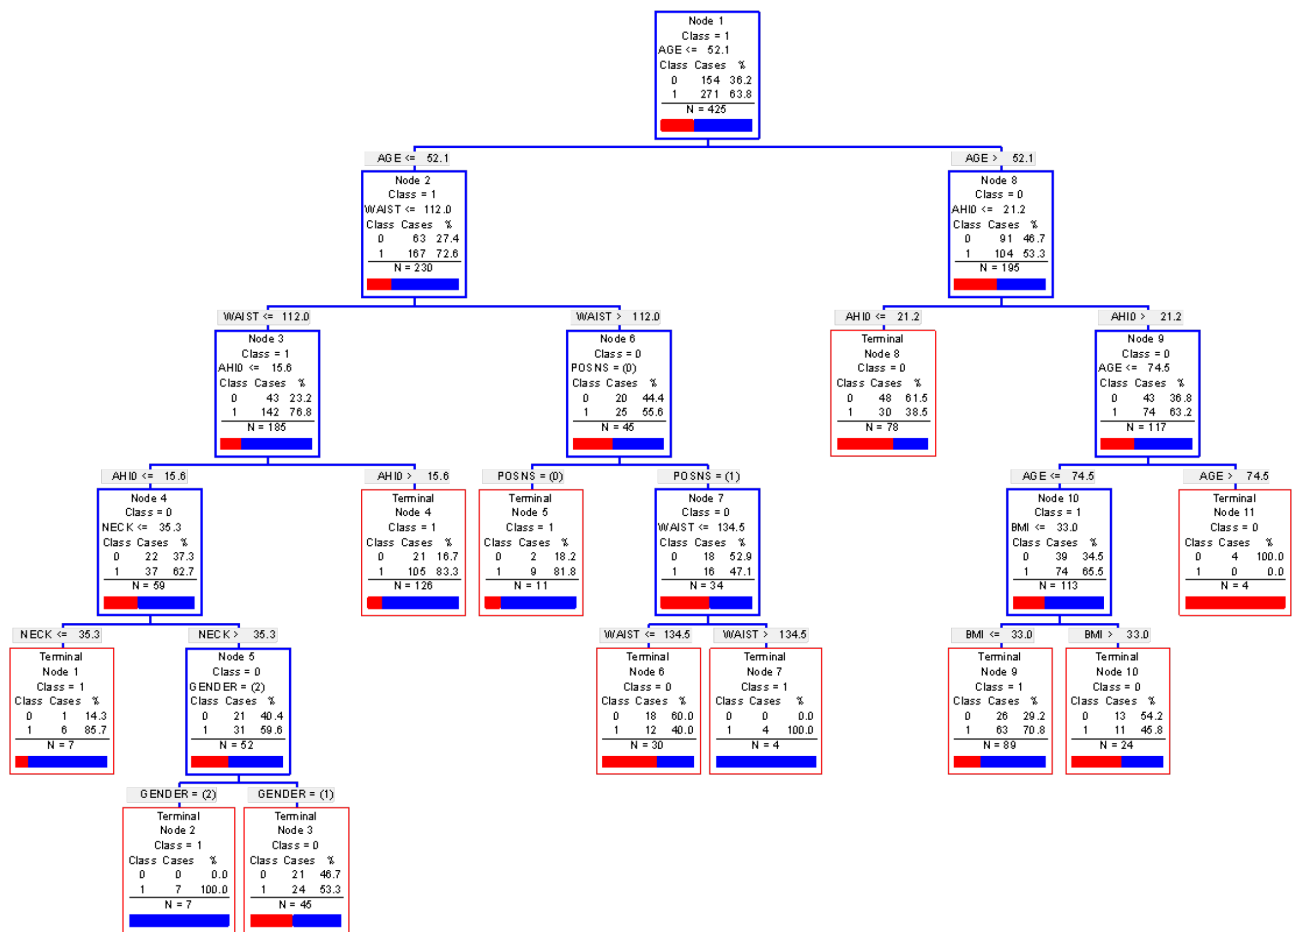 Node 1
Class = 1
AGE <= 52.1
Class Cases %
0 154 36.2
1 271 63.8
N = 425
AGE <= 52.1
AGE > 52.1
Node 2
Class = 1
WAIST <= 112.0
Class Cases %
0 63 27.4
1 167 72.6
N = 230
Node 8
Class = 0
AHI0 <= 21.2
Class Cases %
0 91 46.7
1 104 53.3
N = 195
WAIST <= 112.0
WAIST > 112.0
AHI0 <= 21.2
AHI0 > 21.2
Node 3
Class = 1
AHI0 <= 15.6
Class Cases %
0 43 23.2
1 142 76.8
N = 185
Node 6
Class = 0
POSNS = (0)
Class Cases %
0 20 44.4
1 25 55.6
N = 45
Terminal
Node 8
Class = 0
Class Cases %
0 48 61.5
1 30 38.5
N = 78
Node 9
Class = 0
AGE <= 74.5
Class Cases %
0 43 36.8
1 74 63.2
N = 117
AHI0 <= 15.6
AHI0 > 15.6
POSNS = (0)
POSNS = (1)
AGE <= 74.5
AGE > 74.5
Node 4
Class = 0
NECK <= 35.3
Class Cases %
0 22 37.3
1 37 62.7
N = 59
Terminal
Node 4
Class = 1
Class Cases %
0 21 16.7
1 105 83.3
N = 126
Terminal
Node 5
Class = 1
Class Cases %
0 2 18.2
1 9 81.8
N = 11
Node 7
Class = 0
WAIST <= 134.5
Class Cases %
0 18 52.9
1 16 47.1
N = 34
Node 10
Class = 1
BMI <= 33.0
Class Cases %
0 39 34.5
1 74 65.5
N = 113
Terminal
Node 11
Class = 0
Class Cases %
0 4 100.0
1 0 0.0
N = 4
NECK <= 35.3
NECK > 35.3
WAIST <= 134.5
WAIST > 134.5
BMI <= 33.0
BMI > 33.0
Terminal
Node 1
Class = 1
Class Cases %
0 1 14.3
1 6 85.7
N = 7
Node 5
Class = 0
GENDER = (2)
Class Cases %
0 21 40.4
1 31 59.6
N = 52
Terminal
Node 6
Class = 0
Class Cases %
0 18 60.0
1 12 40.0
N = 30
Terminal
Node 7
Class = 1
Class Cases %
0 0 0.0
1 4 100.0
N = 4
Terminal
Node 9
Class = 1
Class Cases %
0 26 29.2
1 63 70.8
N = 89
Terminal
Node 10
Class = 0
Class Cases %
0 13 54.2
1 11 45.8
N = 24
GENDER = (2)
GENDER = (1)
Terminal
Node 2
Class = 1
Class Cases %
0 0 0.0
1 7 100.0
N = 7
Terminal
Node 3
Class = 0
Class Cases %
0 21 46.7
1 24 53.3
N = 45